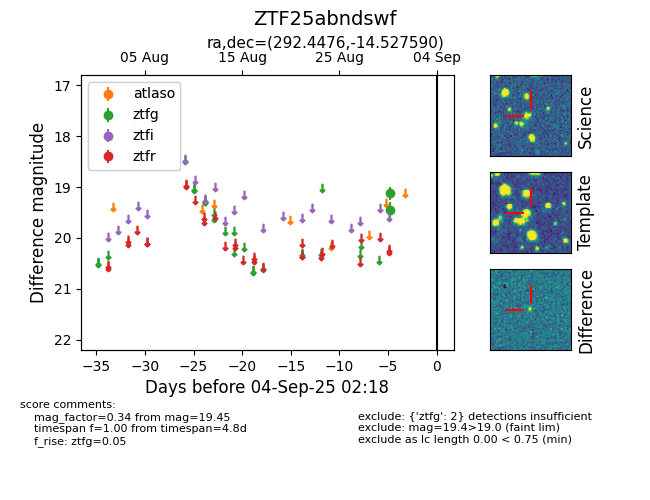 ZTF25abndswf
ra,dec=(292.4476,-14.527590)
05 Aug
15 Aug
25 Aug
04 Sep
17
18
19
20
21
22
Difference magnitude
atlaso
ztfg
ztfi
ztfr
−35
−30
−25
−20
−15
−10
−5
0
Days before 04-Sep-25 02:18
Science
Template
Difference
score comments:
mag_factor=0.34 from mag=19.45
timespan f=1.00 from timespan=4.8d
f_rise: ztfg=0.05
exclude: {'ztfg': 2} detections insufficient
exclude: mag=19.4>19.0 (faint lim)
exclude as lc length 0.00 < 0.75 (min)